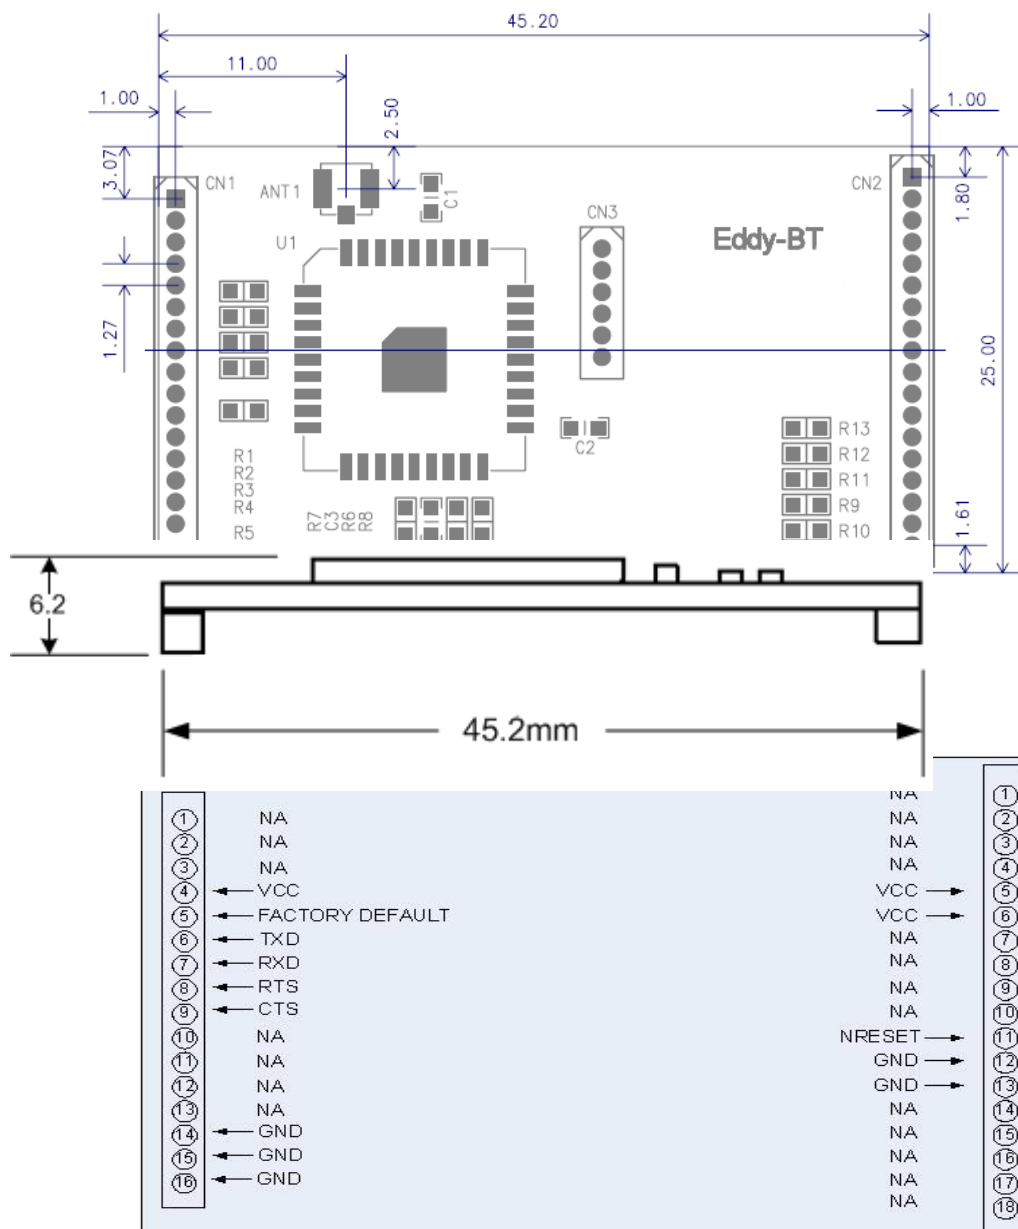 45.20
11.00
1.00
2.50
1.00
3.07
CN1
ANT1
C1
CN2
1.80
CN3
U1
Eddy-BT
1.27
25.00
R13
C2
R12
R1
R2
R11
R3
R4
R9
R7
C3
R6
R8
R5
R10
1.61
6.2
45.2mm
NA 1
1 NA NA 2
2 NA NA 3
3 NA NA 4
4 VCC VCC 5
5 FACTORY DEFAULT VCC 6
6 TXD NA 7
7 RXD NA 8
8 RTS NA 9
9 CTS NA 10
10 NA NRESET 11
11 NA GND 12
12 NA GND 13
13 NA NA 14
14 GND NA 15
15 GND NA 16
16 GND NA 17
NA 18